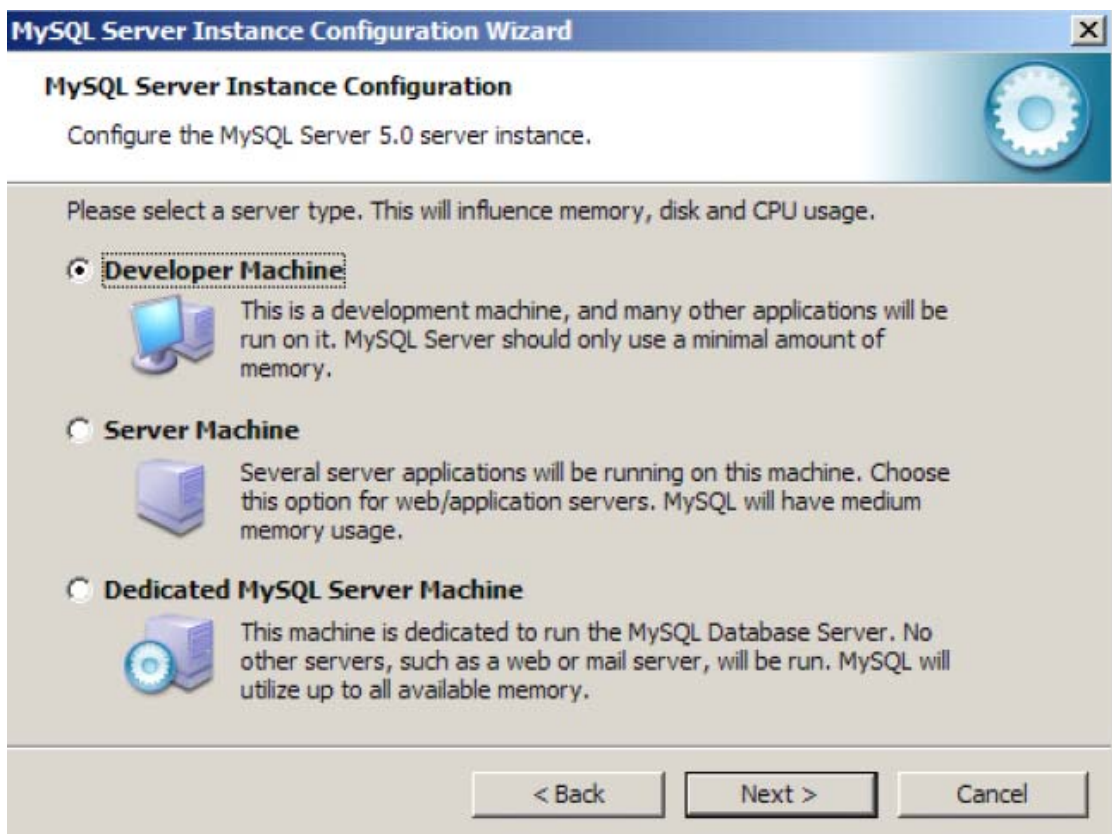 MySQL Server Instance Configuration Wizard
MySQL Server Instance Configuration
Configure the MySQL Server 5.0 server instance.
Please select a server type. This will influence memory, disk and CPU usage.
Developer Machine
This is a development machine, and many other applications will be
run on it. MySQL Server should only use a minimal amount of
memory.
Server Machine
Several server applications will be running on this machine. Choose
this option for web/application servers. MySQL will have medium
memory usage.
Dedicated MySQL Server Machine
This machine is dedicated to run the MySQL Database Server. No
other servers, such as a web or mail server, will be run. MySQL will
utilize up to all available memory.
< Back Next > Cancel